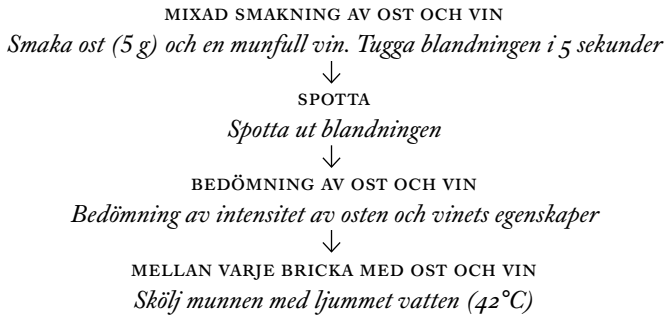 MIXAD SMAKNING AV OST OCH VIN
Smaka ost (5 g) och en munfull vin. Tugga blandningen i 5 sekunder
↓
SPOTTA
Spotta ut blandningen
↓
BEDÖMNING AV OST OCH VIN
Bedömning av intensitet av osten och vinets egenskaper
↓
MELLAN VARJE BRICKA MED OST OCH VIN
Skölj munnen med ljummet vatten (42°C)